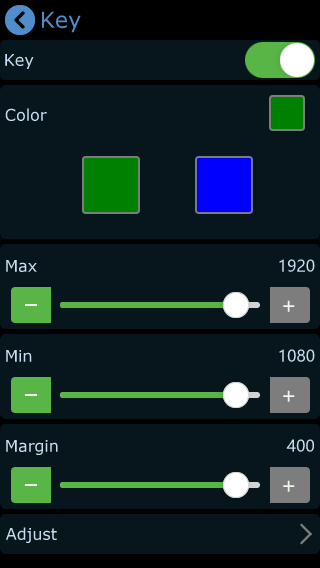 Key
Key
Color
Max 1920
− +
Min 1080
− +
Margin 400
− +
Adjust